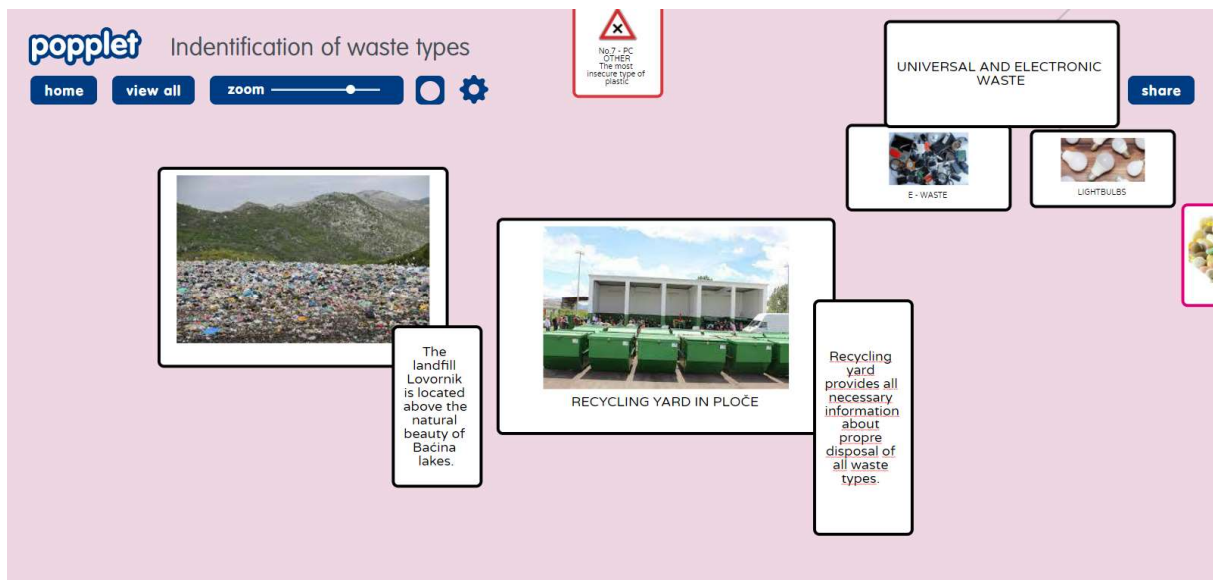 popplet
Indentification of waste types
home
view all
zoom
share
No.7 - PC
OTHER
The most
insecure type of
plastic
UNIVERSAL AND ELECTRONIC
WASTE
E - WASTE
LIGHTBULBS
The
landfill
Lovornik
is located
above the
natural
beauty of
Baćina
lakes.
RECYCLING YARD IN PLOČE
Recycling
yard
provides all
necessary
information
about
propre
disposal of
all waste
types.